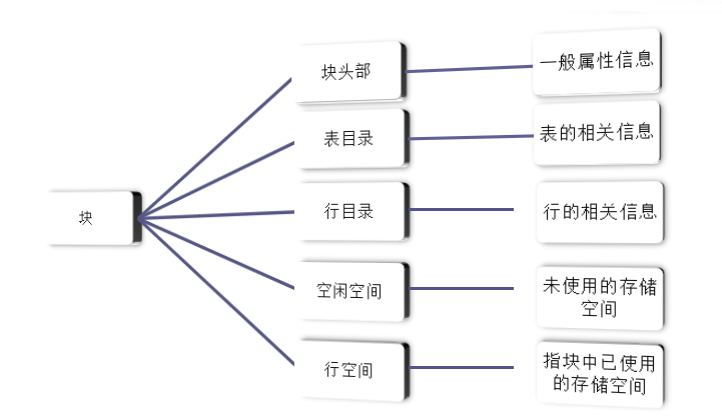 块头部
一般属性信息
表目录
表的相关信息
块
行目录
行的相关信息
空闲空间
未使用的存储
空间
行空间
指块中已使用
的存储空间